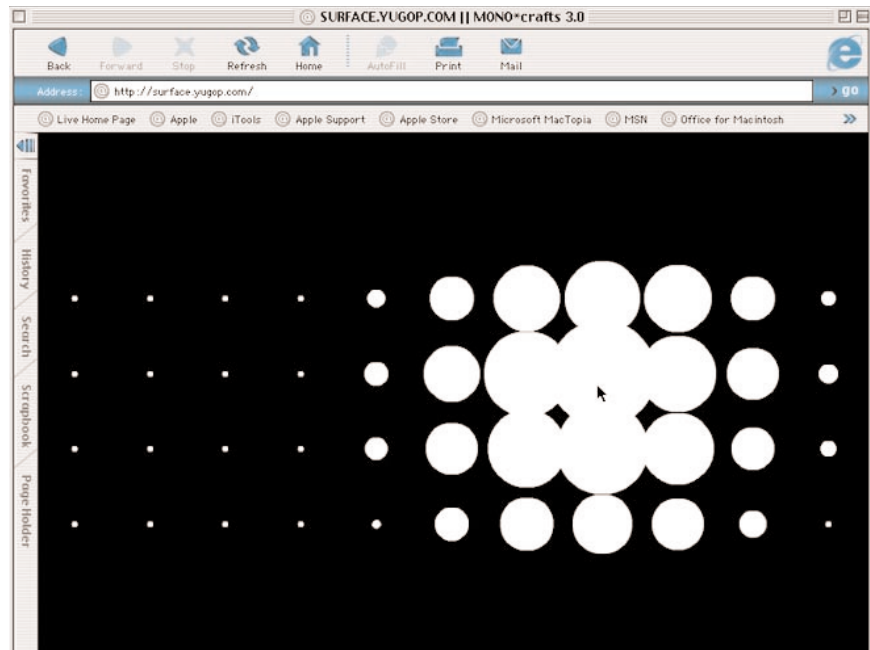 SURFACE.YUGOP.COM || MONO*crafts 3.0
Back Forward Stop Refresh Home AutoFill Print Mail
Address: http://surface.yugop.com/ > go
Live Home Page Apple iTools Apple Support Apple Store Microsoft MacTopia MSN Office for Macintosh >>
Favorites
History
Search
Scrapbook
Page Holder